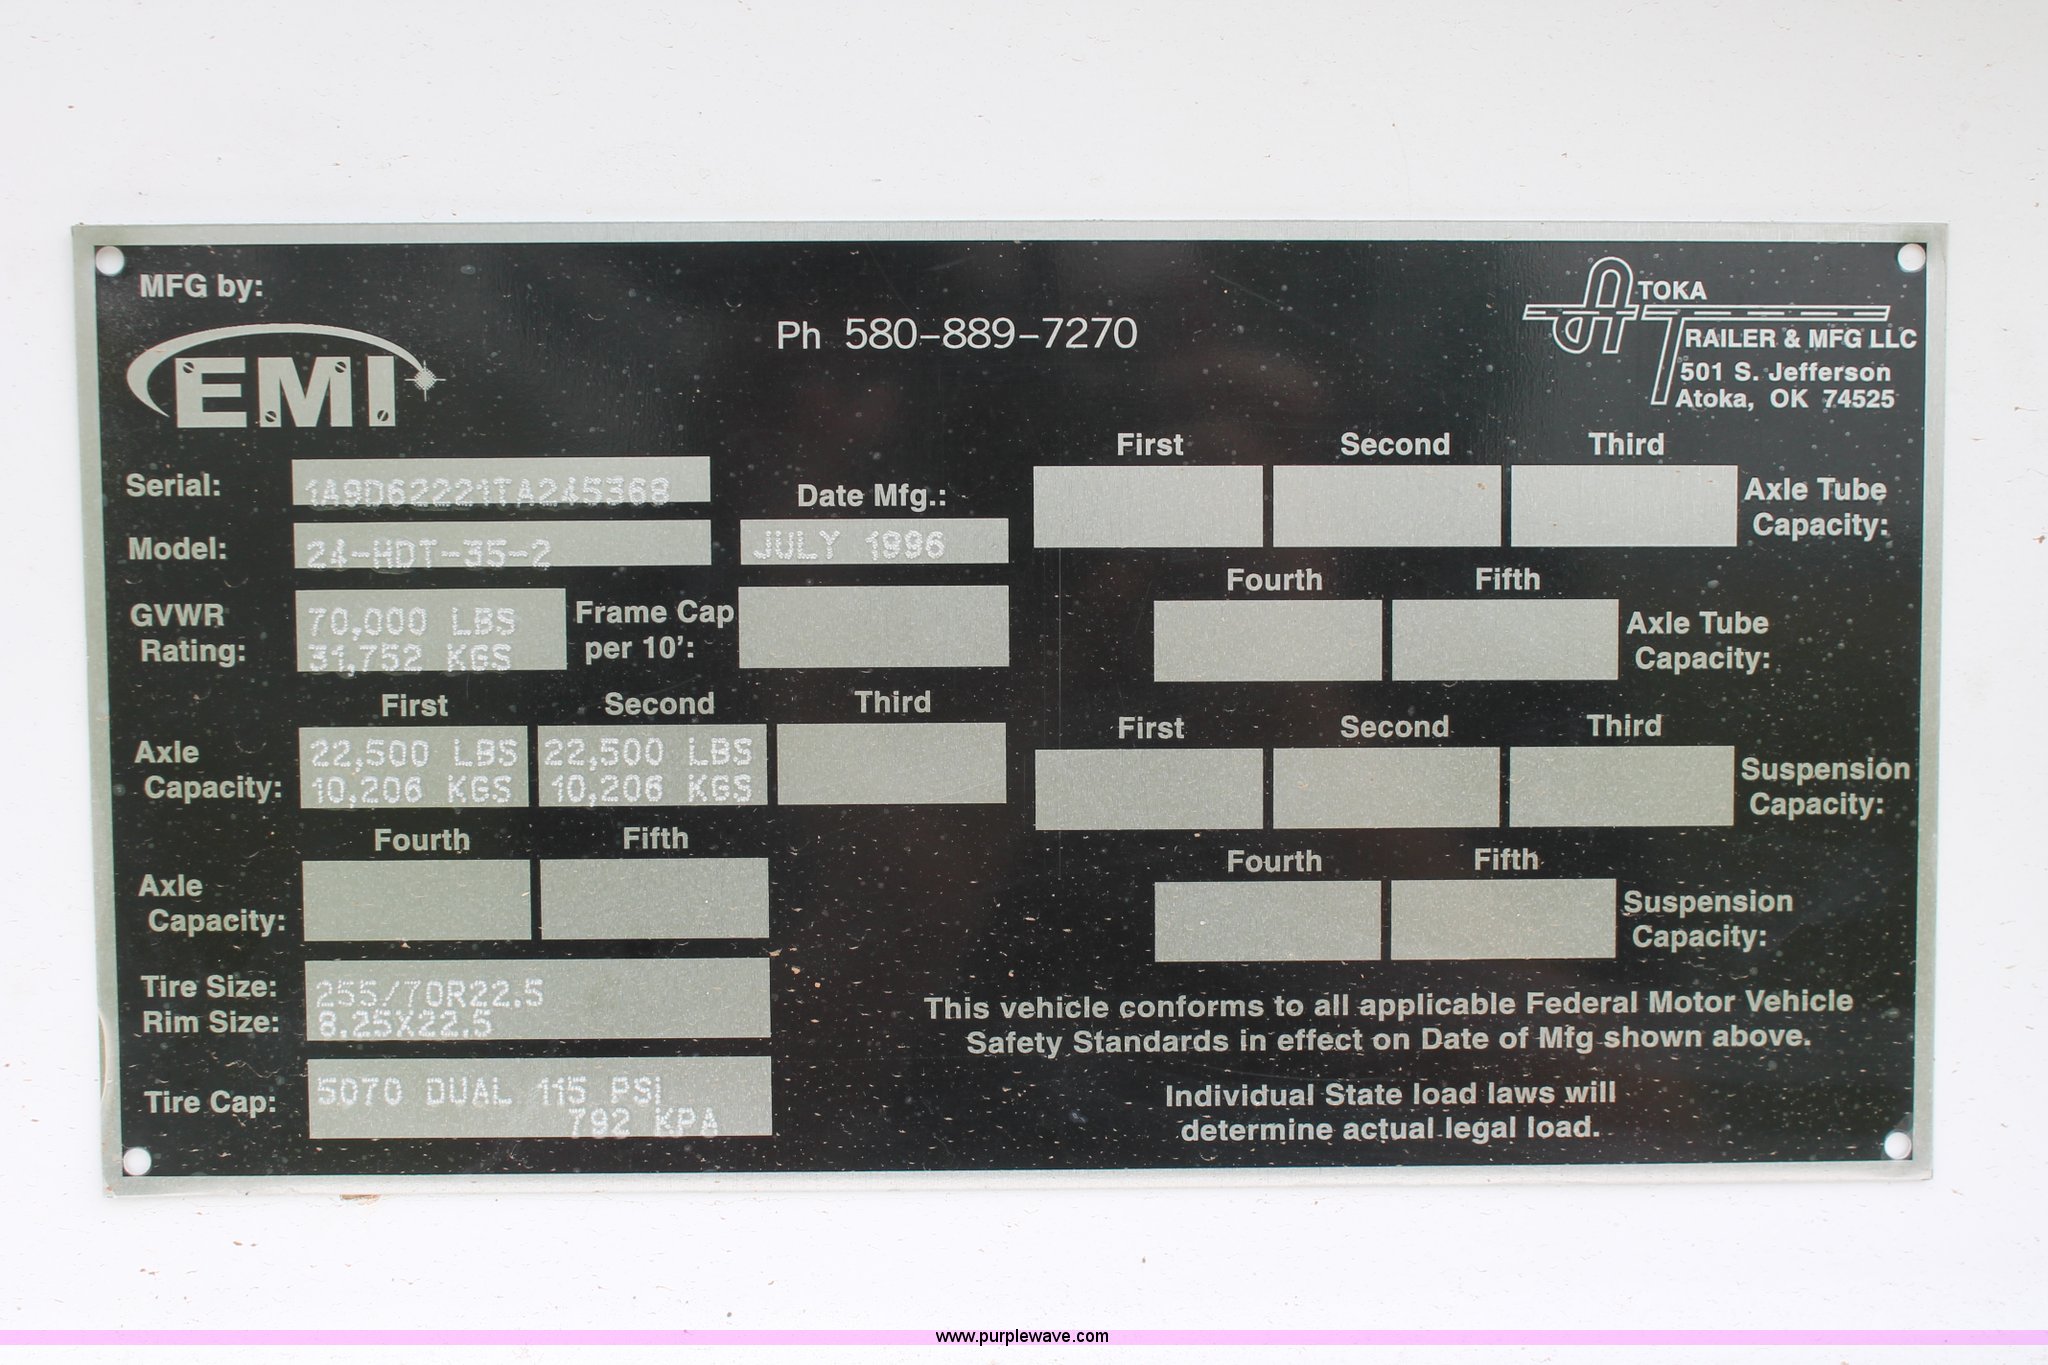 MFG by:
EMI
Ph 580-889-7270
ATOKA
TRAILER & MFG LLC
501 S. Jefferson
Atoka, OK 74525
Serial: 1A9D62221TA245368
Model: 24-HDT-35-2
Date Mfg.:
JULY 1996
GVWR
Rating:
70,000 LBS
31,752 KGS
Frame Cap
per 10':
First Second Third
Axle
Capacity:
22,500 LBS 22,500 LBS
10,206 KGS 10,206 KGS
Fourth Fifth
Axle
Capacity:
Tire Size: 255/70R22.5
Rim Size: 8.25X22.5
Tire Cap: 5070 DUAL 115 PSI
792 KPA
First Second Third
Axle Tube
Capacity:
Fourth Fifth
Axle Tube
Capacity:
First Second Third
Suspension
Capacity:
Fourth Fifth
Suspension
Capacity:
This vehicle conforms to all applicable Federal Motor Vehicle
Safety Standards in effect on Date of Mfg shown above.
Individual State load laws will
determine actual legal load.
www.purplewave.com